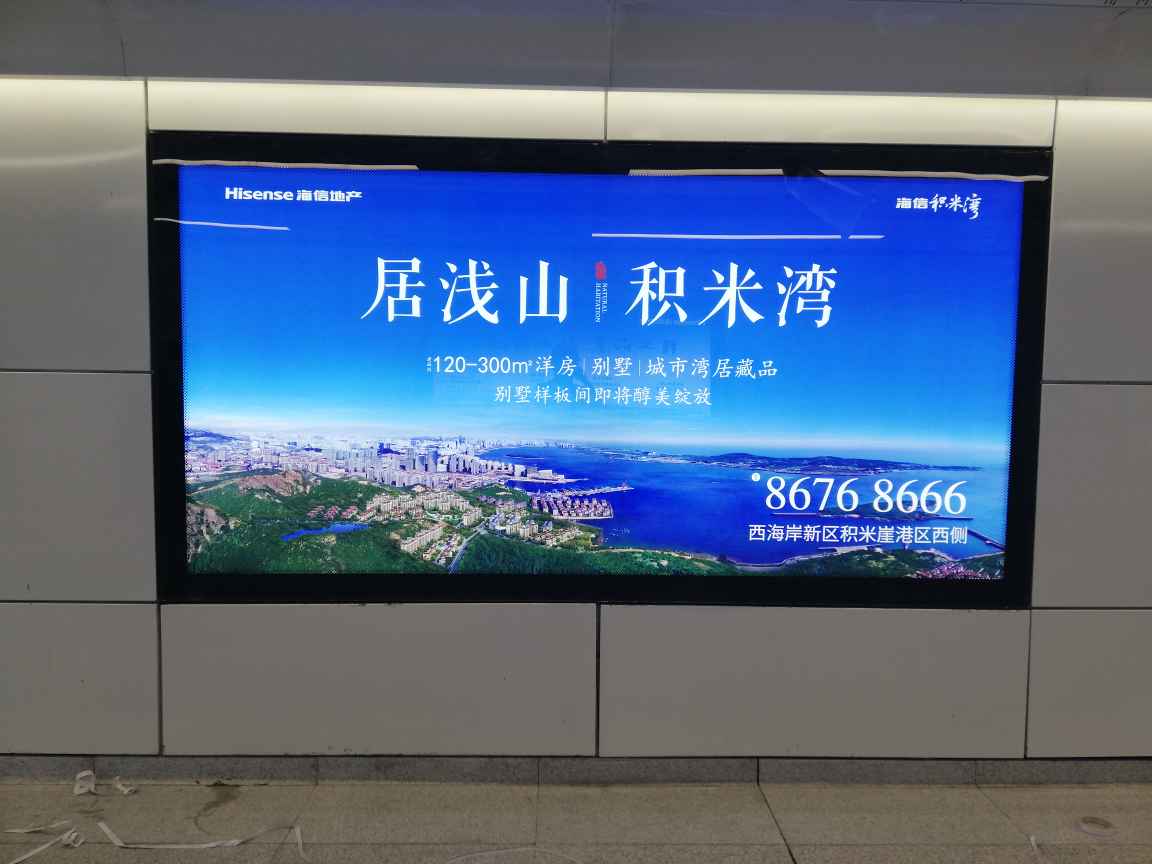 Hisense 海信地产
海信积米湾
居浅山 NATURAL HABITATION 积米湾
120-300㎡洋房|别墅|城市湾居藏品
别墅样板间即将醇美绽放
8676 8666
西海岸新区积米崖港区西侧